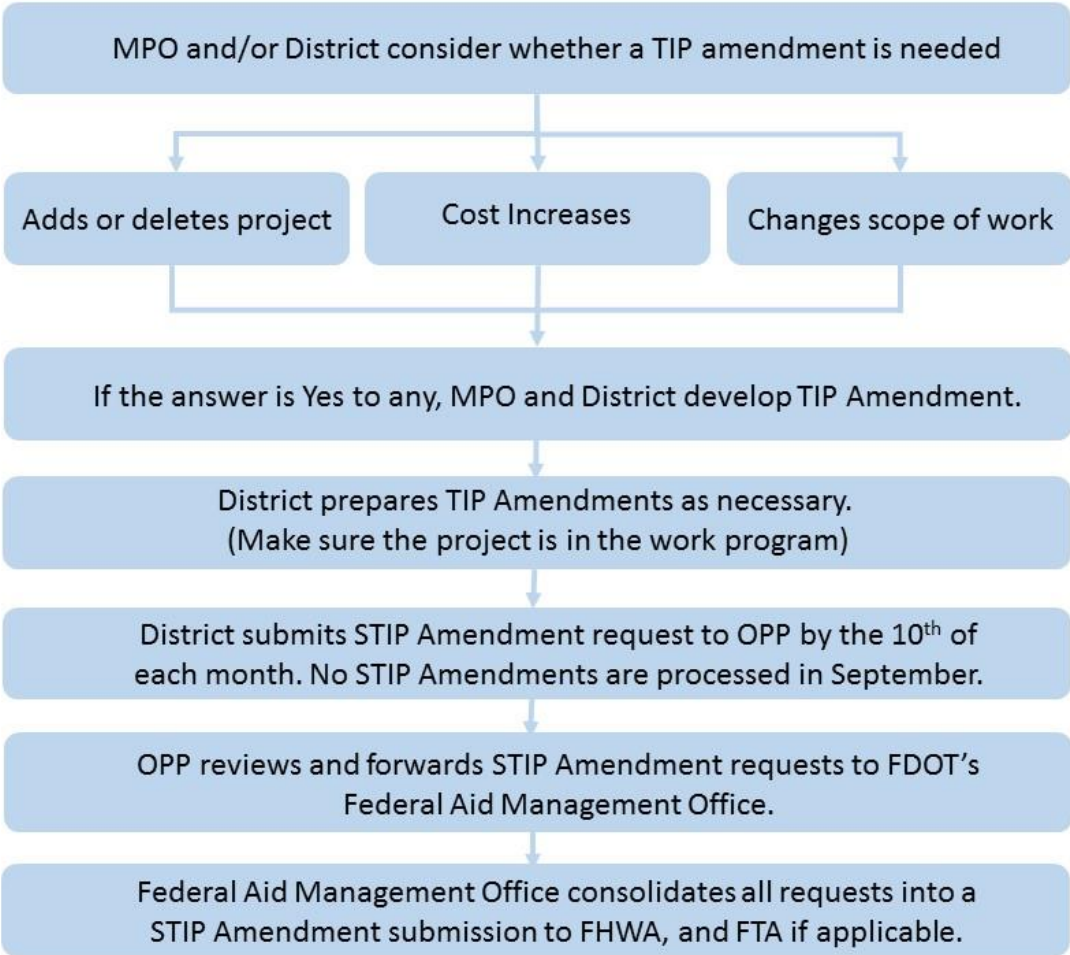 MPO and/or District consider whether a TIP amendment is needed
Adds or deletes project
Cost Increases
Changes scope of work
If the answer is Yes to any, MPO and District develop TIP Amendment.
District prepares TIP Amendments as necessary.
(Make sure the project is in the work program)
District submits STIP Amendment request to OPP by the 10th of
each month. No STIP Amendments are processed in September.
OPP reviews and forwards STIP Amendment requests to FDOT’s
Federal Aid Management Office.
Federal Aid Management Office consolidates all requests into a
STIP Amendment submission to FHWA, and FTA if applicable.